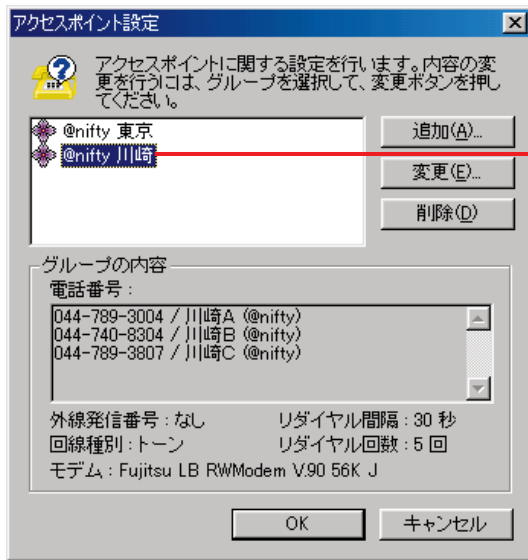 アクセスポイント設定
アクセスポイントに関する設定を行います。内容の変
更を行うには、グループを選択して、変更ボタンを押し
てください。
@nifty 東京
@nifty 川崎
追加(A)...
変更(E)...
削除(D)
グループの内容
電話番号：
044-789-3004 / 川崎A (@nifty)
044-740-8304 / 川崎B (@nifty)
044-789-3807 / 川崎C (@nifty)
外線発信番号：なし
リダイヤル間隔：30 秒
回線種別：トーン
リダイヤル回数：5 回
モデム：Fujitsu LB RWModem V.90 56K J
OK
キャンセル